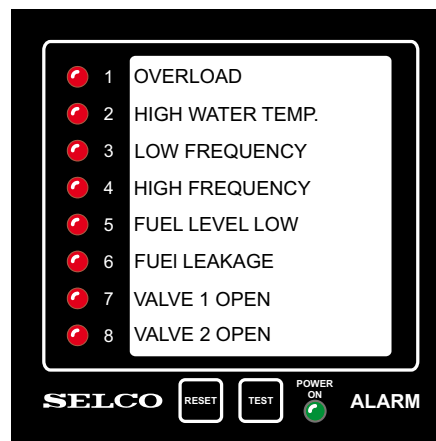 1 OVERLOAD
2 HIGH WATER TEMP.
3 LOW FREQUENCY
4 HIGH FREQUENCY
5 FUEL LEVEL LOW
6 FUEl LEAKAGE
7 VALVE 1 OPEN
8 VALVE 2 OPEN
SELCO RESET TEST POWER ON ALARM